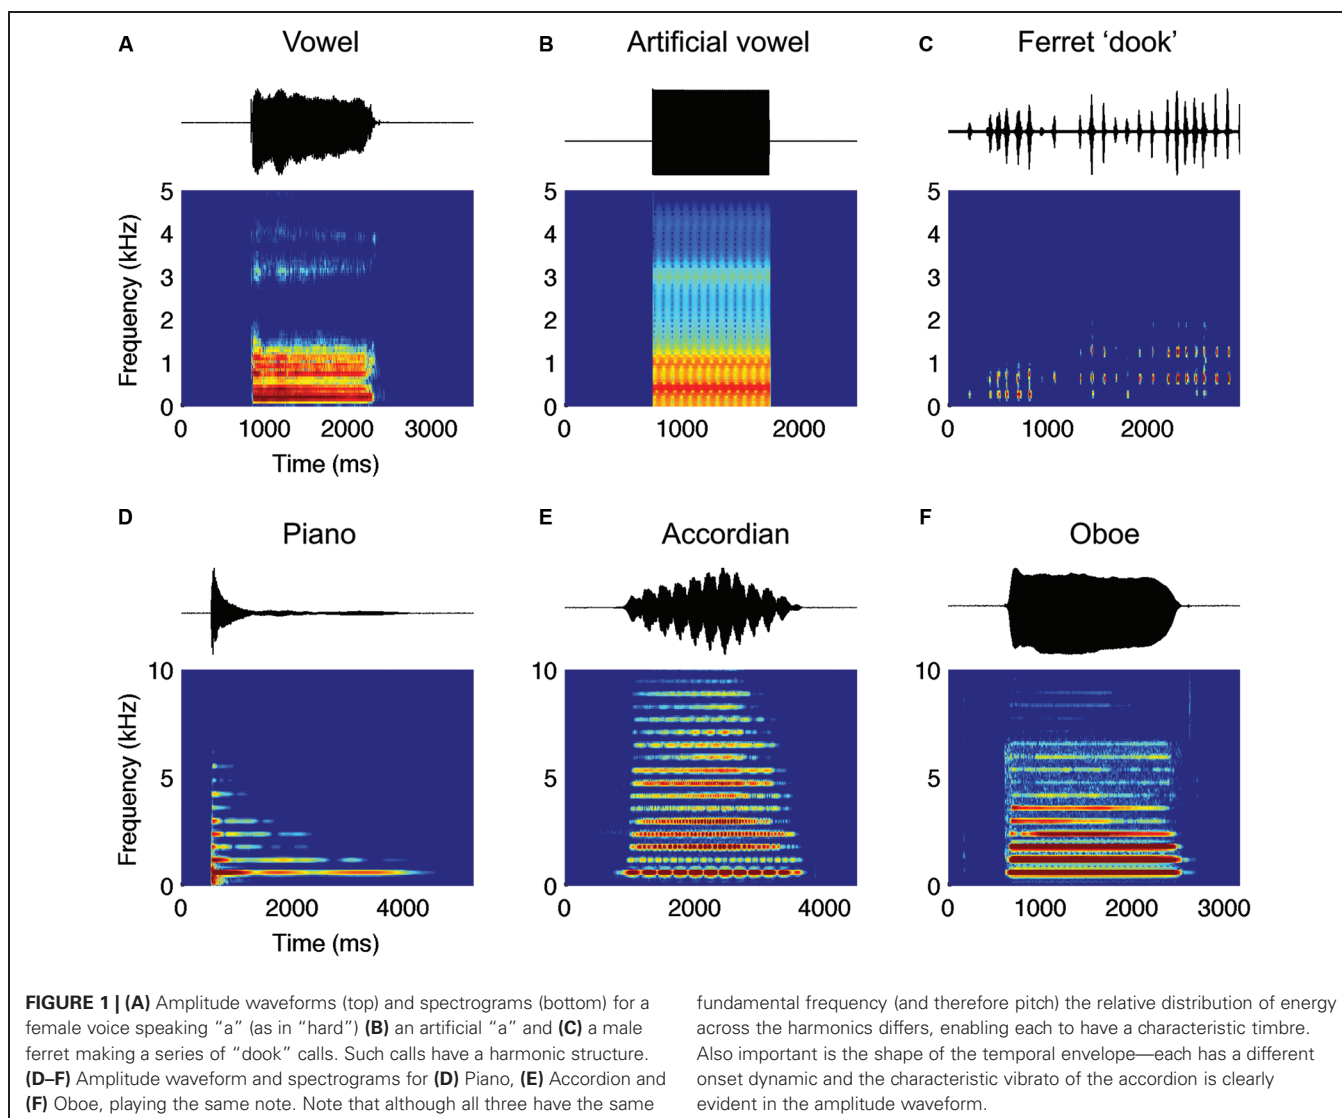 A Vowel
B Artificial vowel
C Ferret ‘dook’
5
4
3
2
1
0
Frequency (kHz)
0 1000 2000 3000
Time (ms)
5
4
3
2
1
0
0 1000 2000
5
4
3
2
1
0
0 1000 2000
D Piano
E Accordian
F Oboe
10
5
0
Frequency (kHz)
0 2000 4000
Time (ms)
10
5
0
0 2000 4000
10
5
0
0 1000 2000 3000
FIGURE 1 | (A) Amplitude waveforms (top) and spectrograms (bottom) for a
female voice speaking “a” (as in “hard”) (B) an artificial “a” and (C) a male
ferret making a series of “dook” calls. Such calls have a harmonic structure.
(D–F) Amplitude waveform and spectrograms for (D) Piano, (E) Accordion and
(F) Oboe, playing the same note. Note that although all three have the same
fundamental frequency (and therefore pitch) the relative distribution of energy
across the harmonics differs, enabling each to have a characteristic timbre.
Also important is the shape of the temporal envelope—each has a different
onset dynamic and the characteristic vibrato of the accordion is clearly
evident in the amplitude waveform.